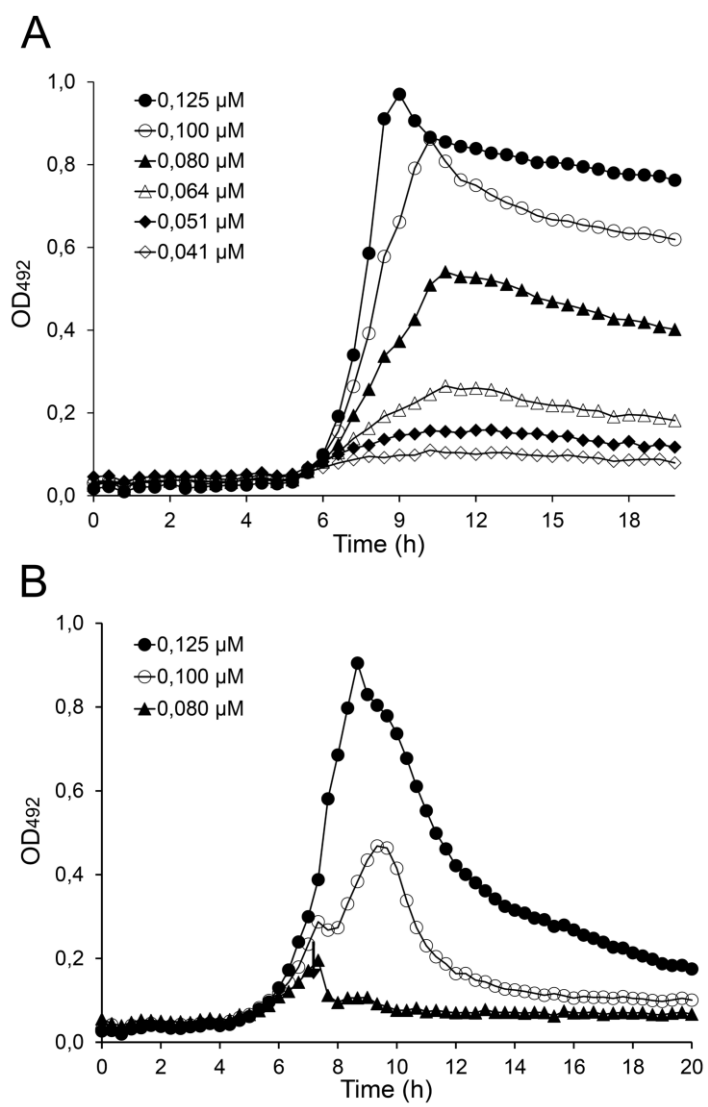 A
1,0
0,8
0,6
0,4
0,2
0,0
OD492
0,125 µM
0,100 µM
0,080 µM
0,064 µM
0,051 µM
0,041 µM
0 2 4 6 9 12 15 18
Time (h)
B
1,0
0,8
0,6
0,4
0,2
0,0
OD492
0,125 µM
0,100 µM
0,080 µM
0 2 4 6 8 10 12 14 16 18 20
Time (h)